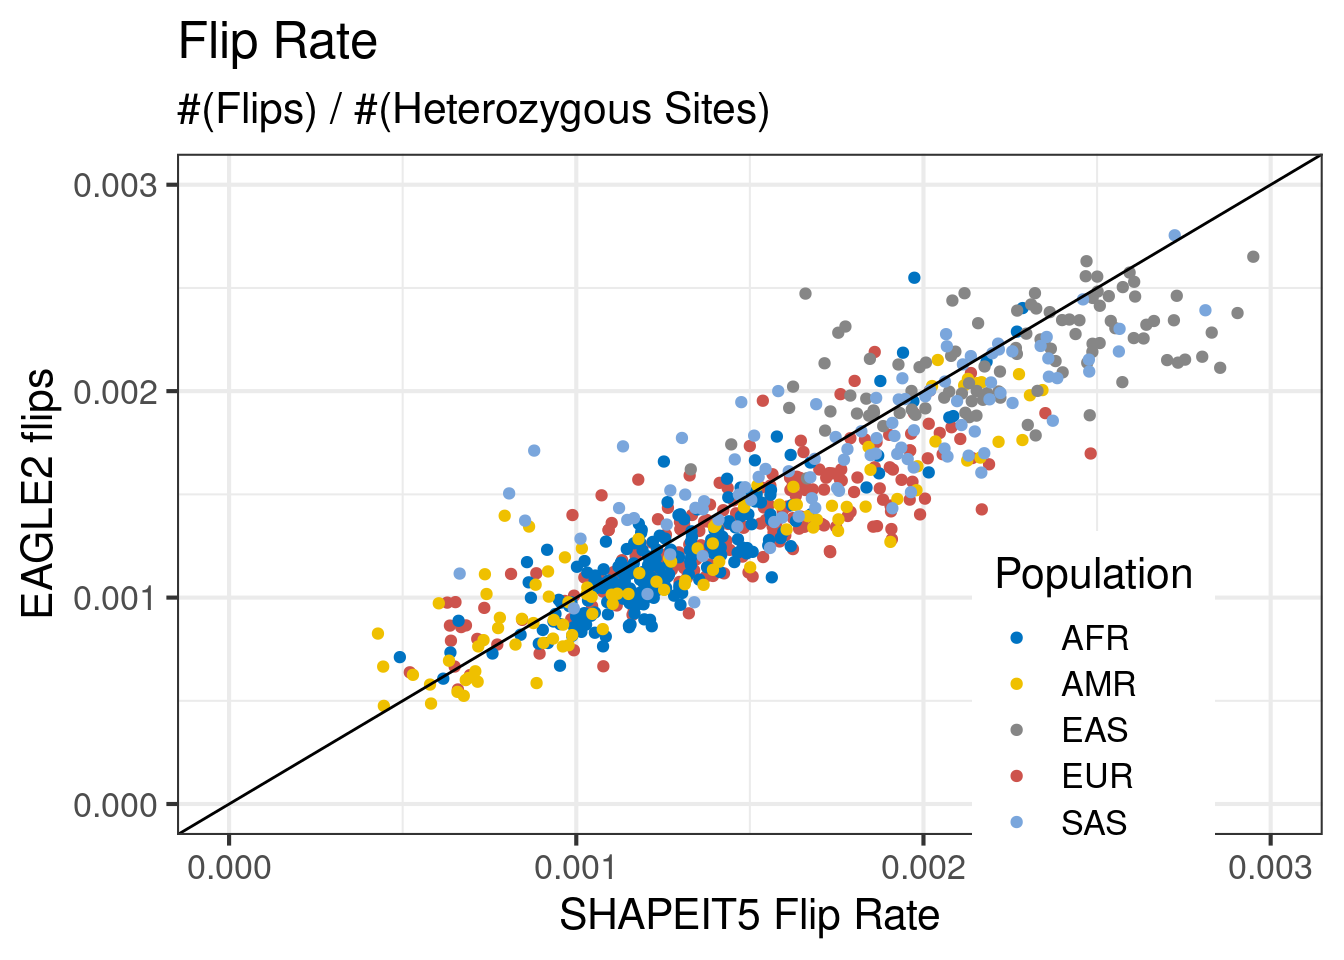 Flip Rate
#(Flips) / #(Heterozygous Sites)
0.003
0.002
0.001
0.000
EAGLE2 flips
Population
AFR
AMR
EAS
EUR
SAS
0.000 0.001 0.002 0.003
SHAPEIT5 Flip Rate